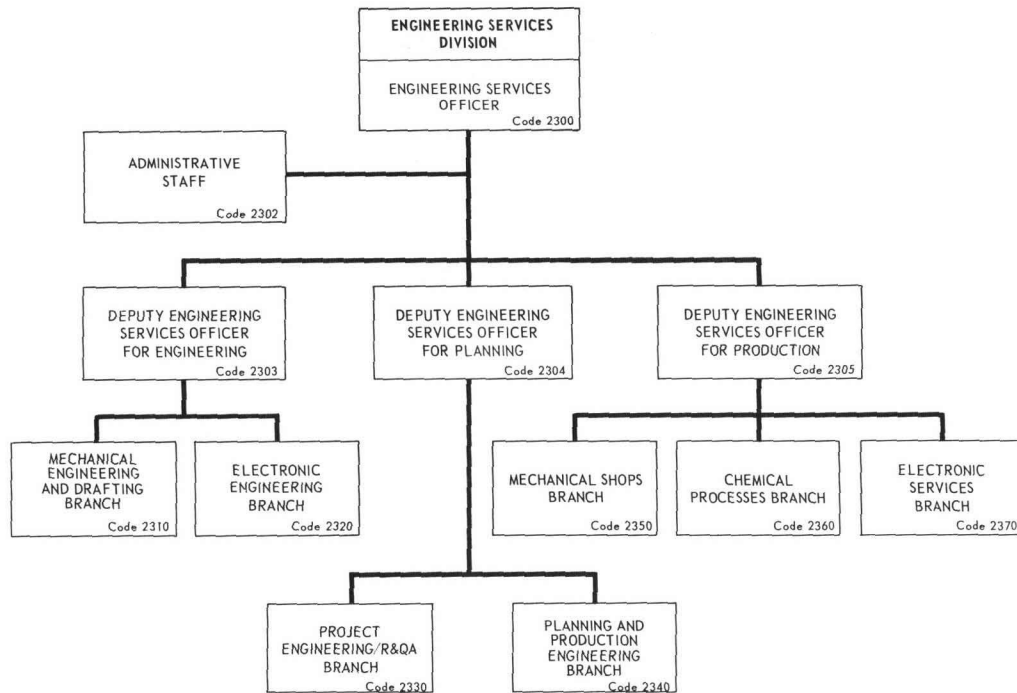 ENGINEERING SERVICES
DIVISION
ENGINEERING SERVICES
OFFICER
Code 2300
ADMINISTRATIVE
STAFF
Code 2302
DEPUTY ENGINEERING
SERVICES OFFICER
FOR ENGINEERING
Code 2303
DEPUTY ENGINEERING
SERVICES OFFICER
FOR PLANNING
Code 2304
DEPUTY ENGINEERING
SERVICES OFFICER
FOR PRODUCTION
Code 2305
MECHANICAL
ENGINEERING
AND DRAFTING
BRANCH
Code 2310
ELECTRONIC
ENGINEERING
BRANCH
Code 2320
MECHANICAL SHOPS
BRANCH
Code 2350
CHEMICAL
PROCESSES BRANCH
Code 2360
ELECTRONIC
SERVICES
BRANCH
Code 2370
PROJECT
ENGINEERING/R&QA
BRANCH
Code 2330
PLANNING AND
PRODUCTION
ENGINEERING
BRANCH
Code 2340